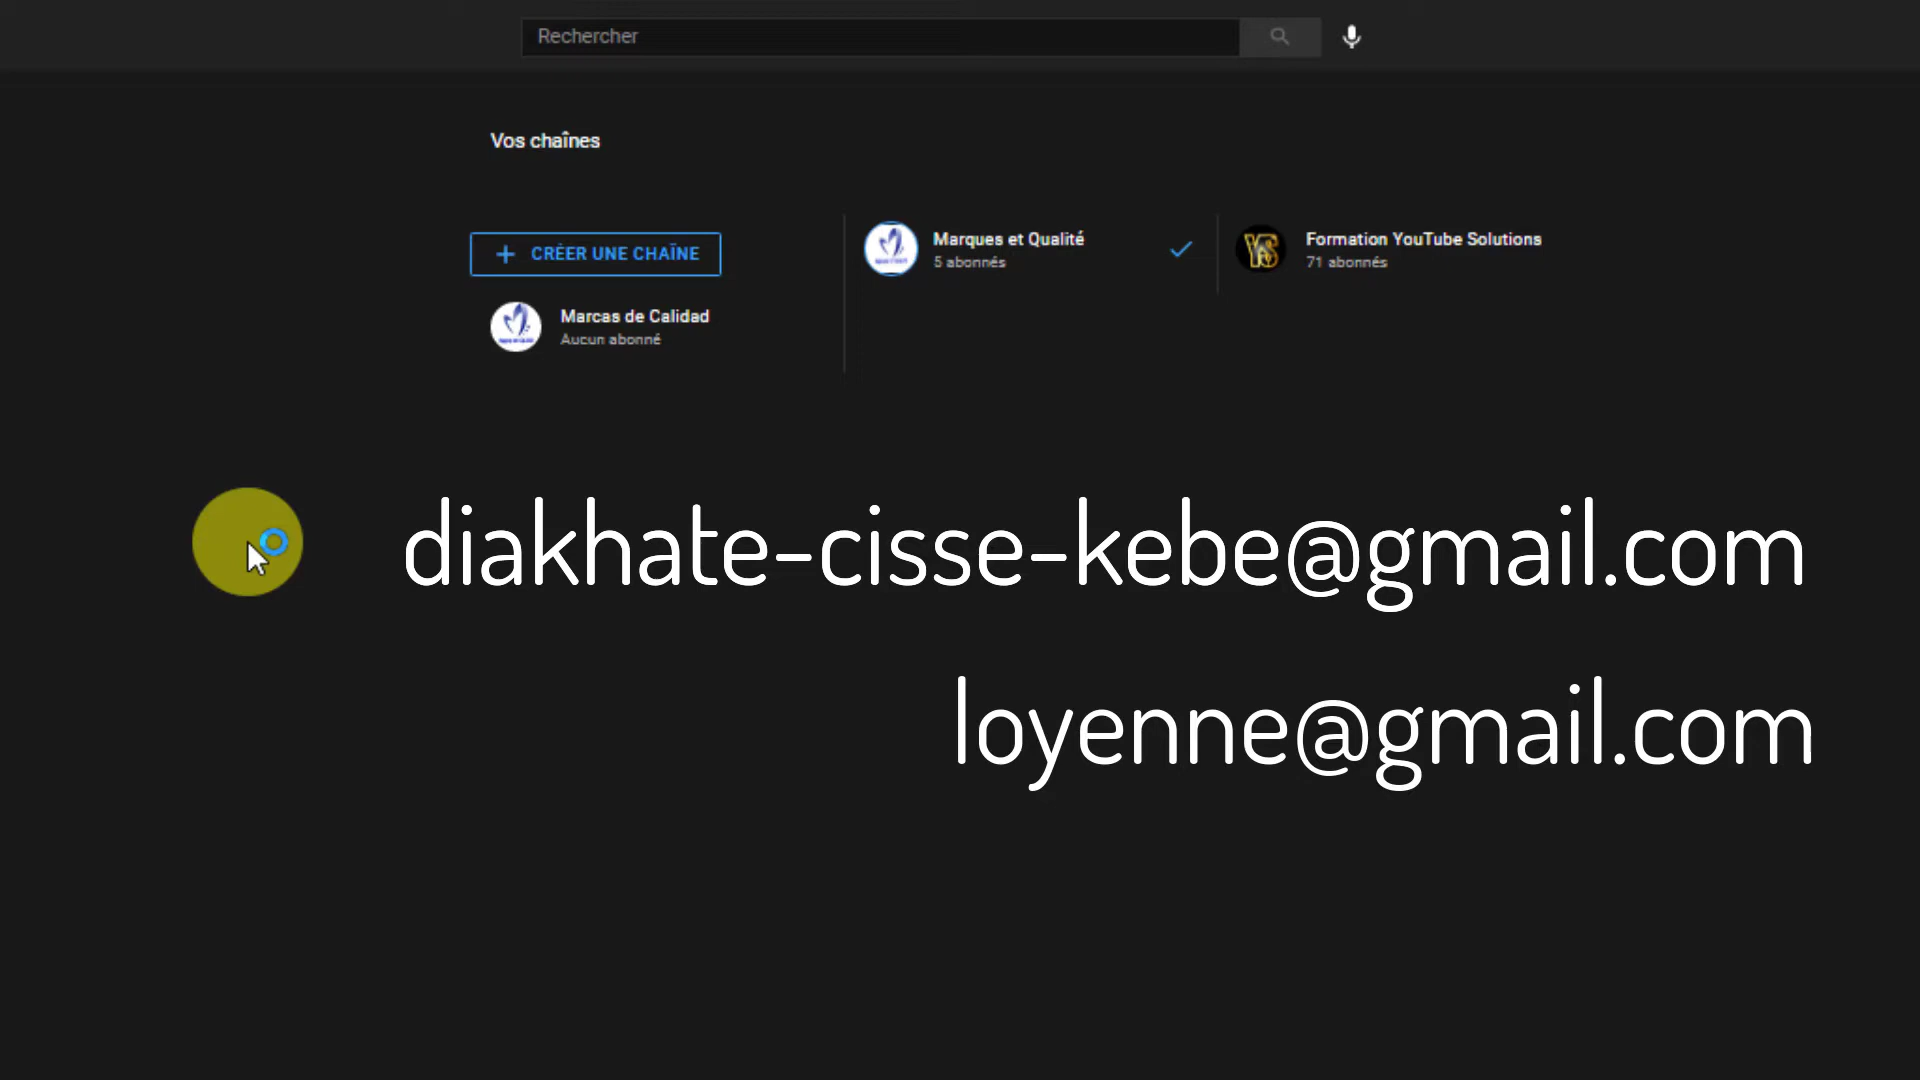 Rechercher
Vos chaînes
CRÉER UNE CHAÎNE
Marques et Qualité
5 abonnés
Formation YouTube Solutions
71 abonnés
Marcas de Calidad
Aucun abonné
diakhate-cisse-kebe@gmail.com
loyenne@gmail.com